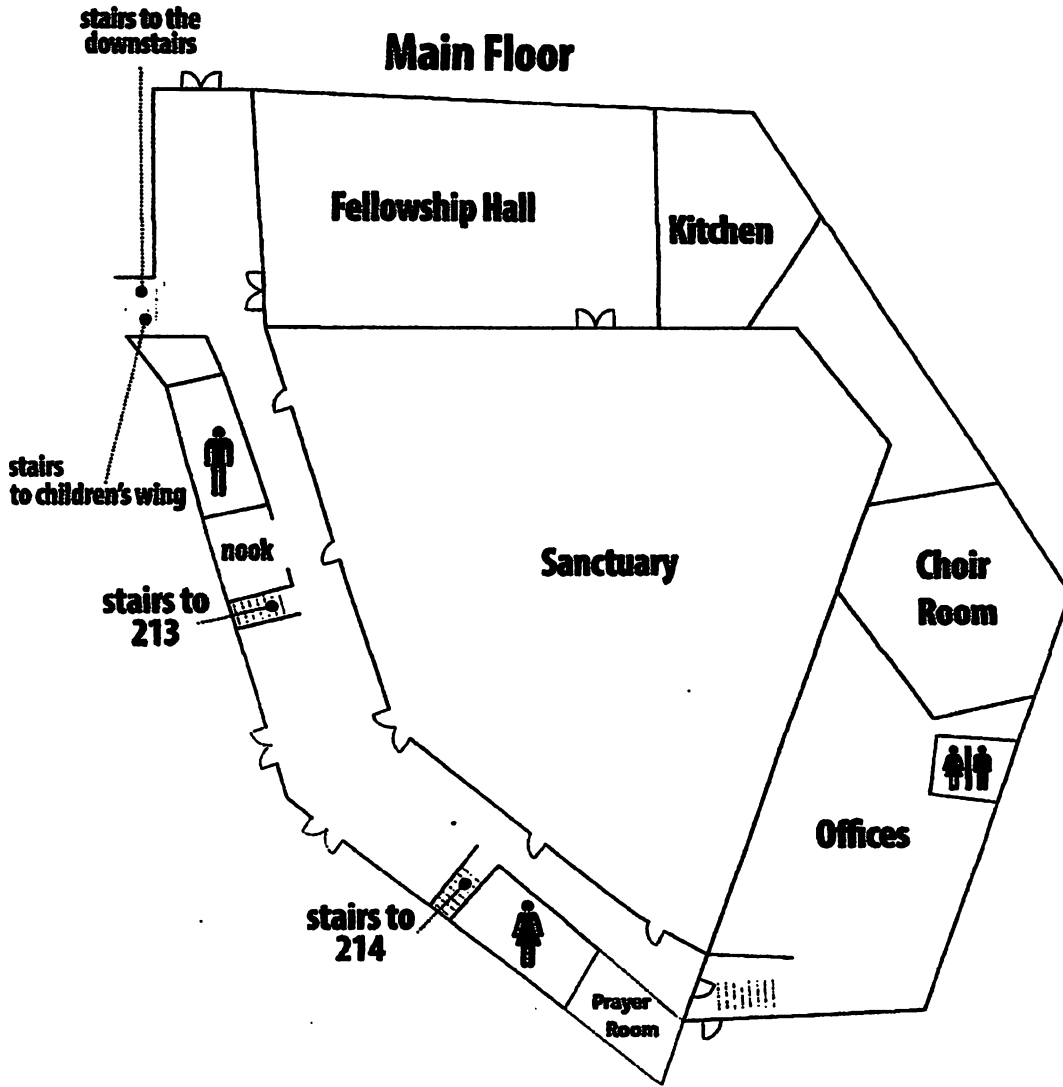 stairs to the
downstairs
Main Floor
Fellowship Hall
Kitchen
stairs
to children's wing
nook
Sanctuary
Choir
Room
stairs to
213
Offices
stairs to
214
Prayer
Room